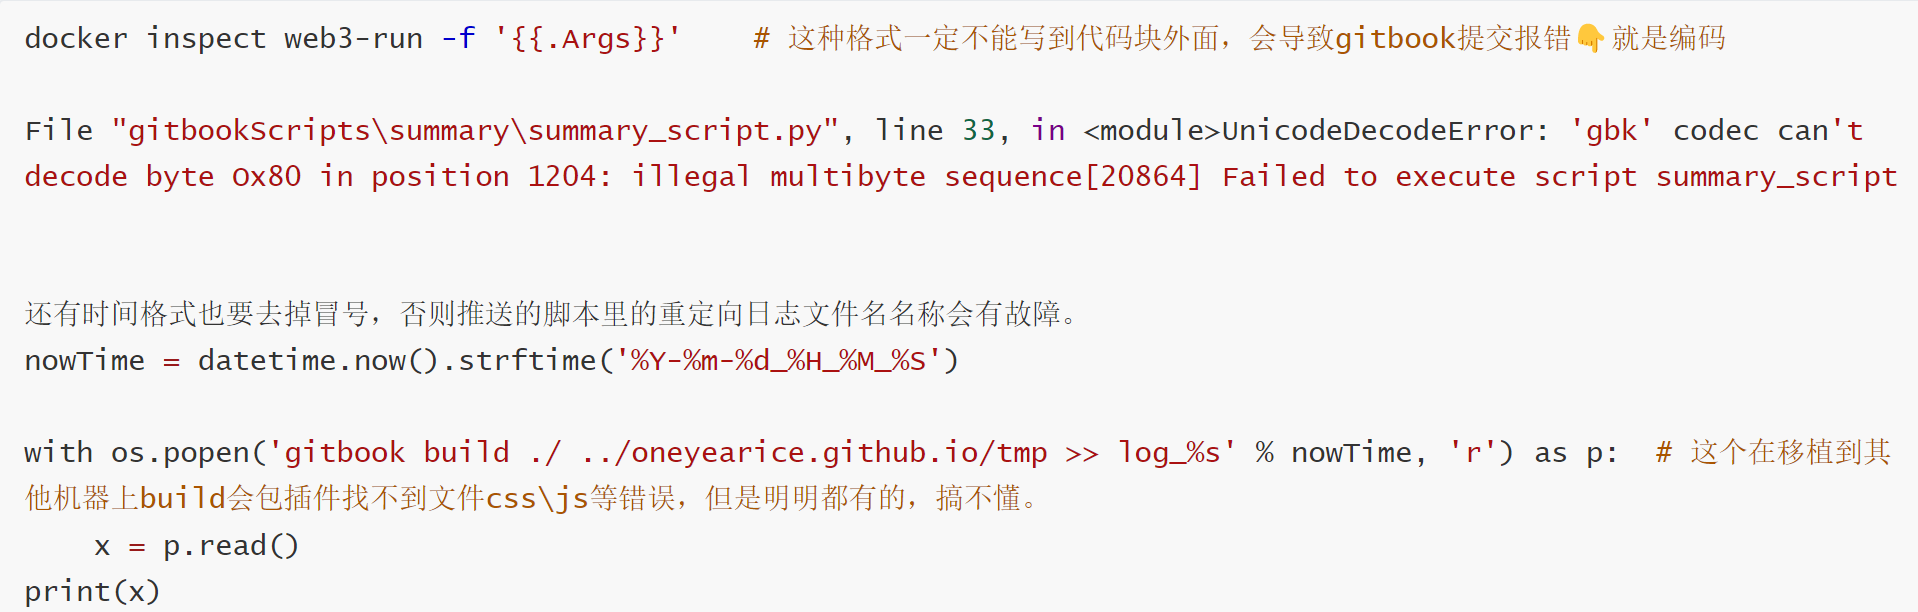 docker inspect web3-run -f '{{.Args}}'    # 这种格式一定不能写到代码块外面，会导致gitbook提交报错👇就是编码
File "gitbookScripts\summary\summary_script.py", line 33, in <module>UnicodeDecodeError: 'gbk' codec can't
decode byte 0x80 in position 1204: illegal multibyte sequence[20864] Failed to execute script summary_script
还有时间格式也要去掉冒号，否则推送的脚本里的重定向日志文件名名称会有故障。
nowTime = datetime.now().strftime('%Y-%m-%d_%H_%M_%S')
with os.popen('gitbook build ./ ../oneyearice.github.io/tmp >> log_%s' % nowTime, 'r') as p:  # 这个在移植到其
他机器上build会包插件找不到文件css\js等错误，但是明明都有的，搞不懂。
    x = p.read()
print(x)